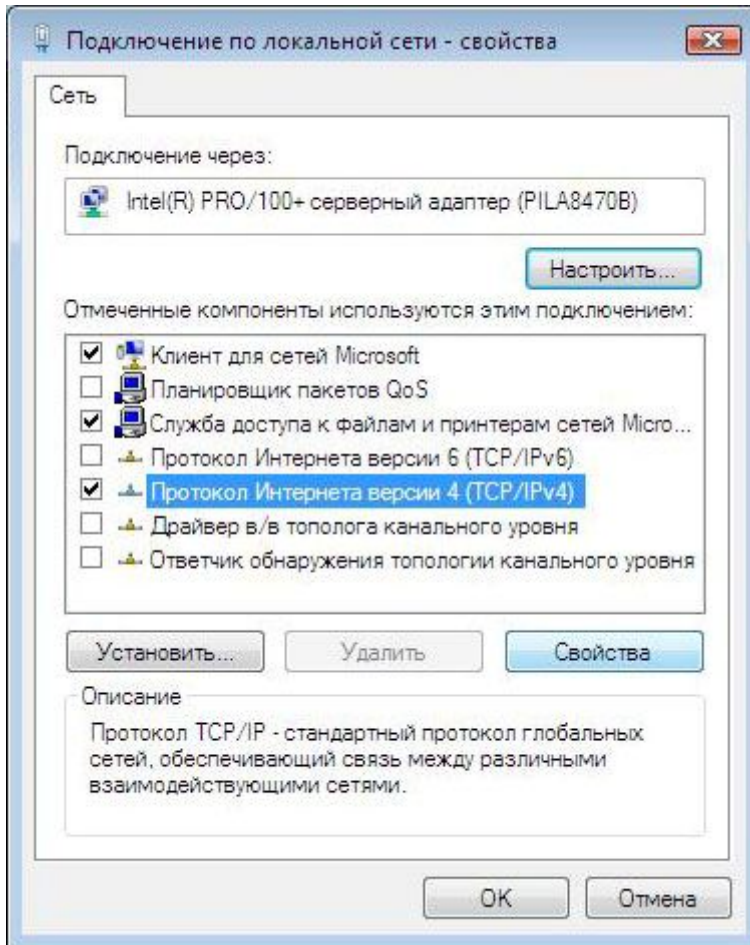 Подключение по локальной сети - свойства
Сеть
Подключение через:
Intel(R) PRO/100+ серверный адаптер (PILA8470B)
Настроить...
Отмеченные компоненты используются этим подключением:
Клиент для сетей Microsoft
Планировщик пакетов QoS
Служба доступа к файлам и принтерам сетей Micro...
Протокол Интернета версии 6 (TCP/IPv6)
Протокол Интернета версии 4 (TCP/IPv4)
Драйвер в/в тополога канального уровня
Ответчик обнаружения топологии канального уровня
Установить... Удалить Свойства
Описание
Протокол TCP/IP - стандартный протокол глобальных
сетей, обеспечивающий связь между различными
взаимодействующими сетями.
OK Отмена